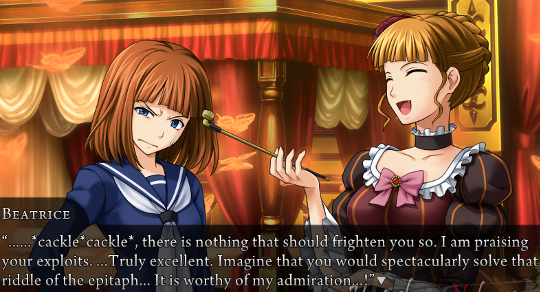 BEATRICE
“......*cackle*cackle*, there is nothing that should frighten you so. I am praising
your exploits. ...Truly excellent. Imagine that you would spectacularly solve that
riddle of the epitaph... It is worthy of my admiration...!”